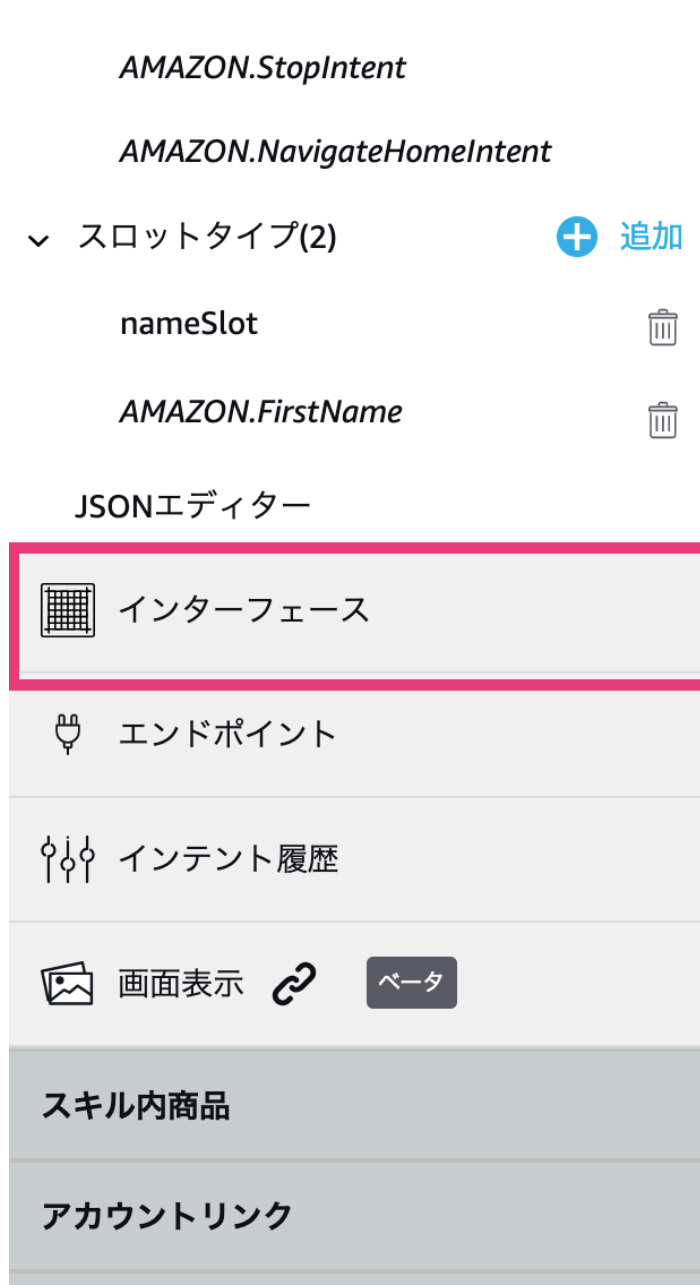 AMAZON.StopIntent
AMAZON.NavigateHomeIntent
スロットタイプ(2) 追加
nameSlot
AMAZON.FirstName
JSONエディター
インターフェース
エンドポイント
インテント履歴
画面表示 ベータ
スキル内商品
アカウントリンク